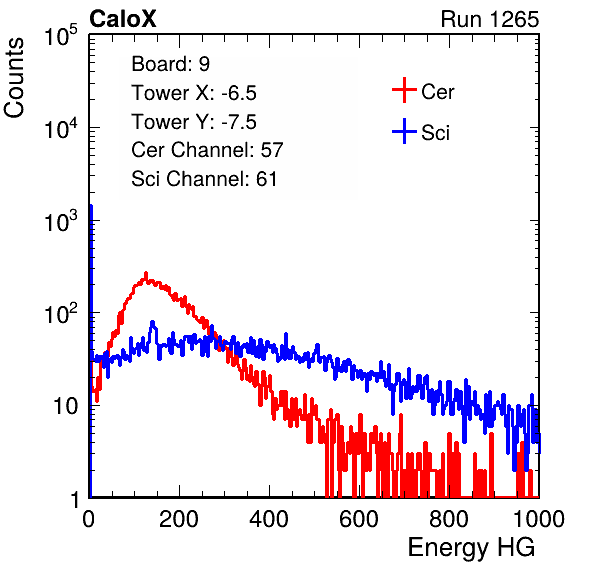 CaloX Run 1265
Counts
10^5
10^4
10^3
10^2
10
1
Board: 9
Tower X: -6.5
Tower Y: -7.5
Cer Channel: 57
Sci Channel: 61
Cer
Sci
0 200 400 600 800 1000
Energy HG